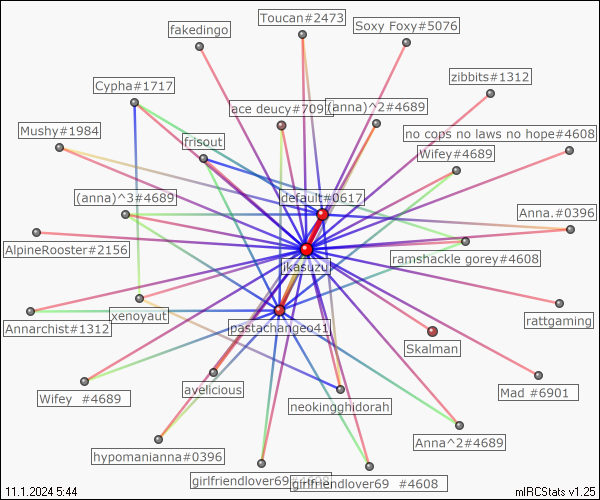 Toucan#2473
Soxy Foxy#5076
fakedingo
zibbits#1312
Cypha#1717
ace deucy#709
(anna)^2#4689
Mushy#1984
frisout
no cops no laws no hope#4608
Wifey#4689
(anna)^3#4689
default#0617
Anna.#0396
AlpineRooster#2156
ikasuzu
ramshackle gorey#4608
xenoyaut
Annarchist#1312
pastachangeo41
rattgaming
Skalman
avelicious
Wifey #4689
neokingghidorah
Mad #6901
Anna^2#4689
hypomanianna#0396
girlfriendlover69
girlfriendlover69 #4608
11.1.2024 5:44
mIRCStats v1.25